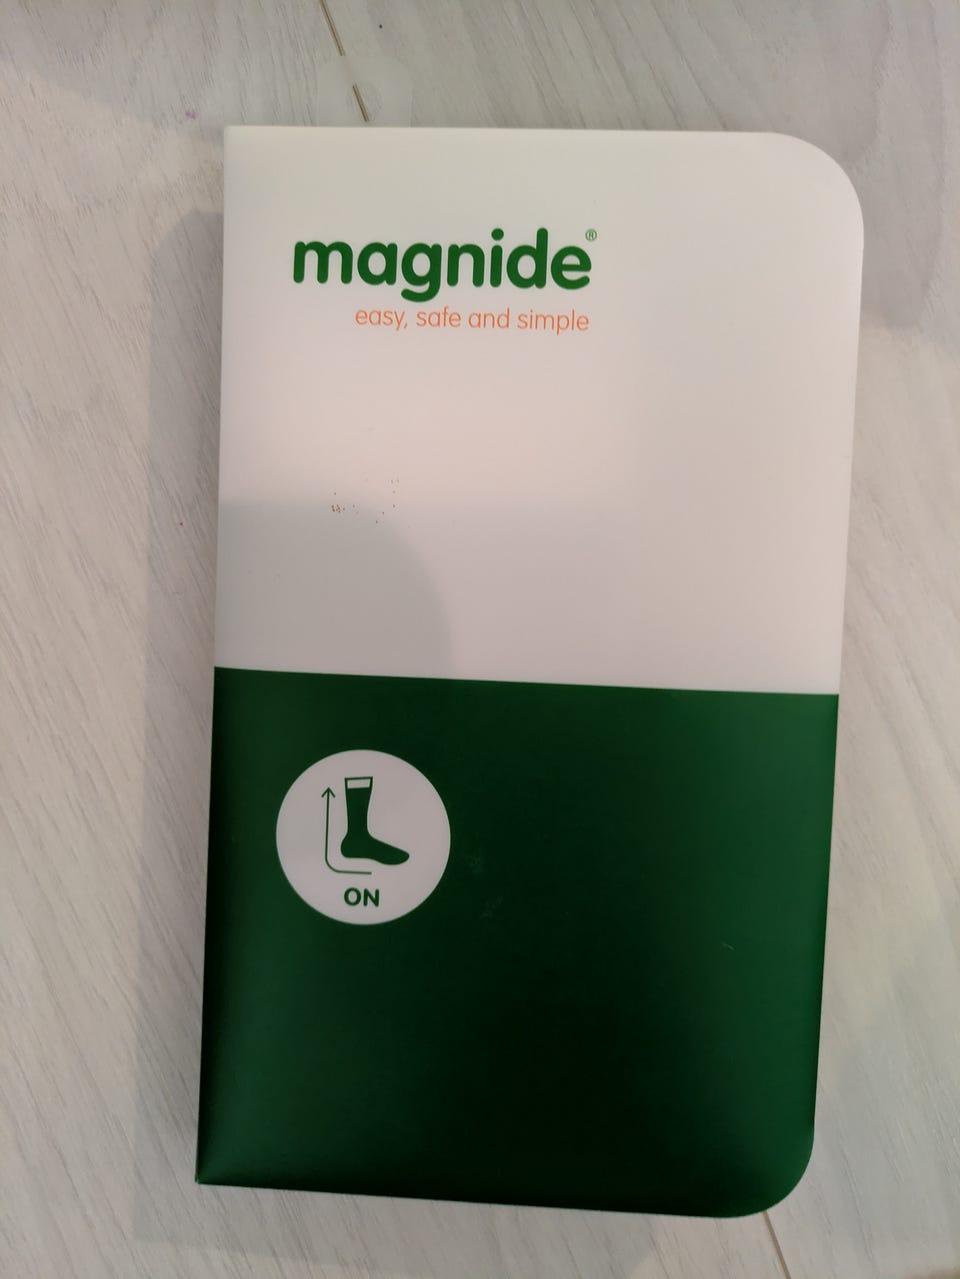 magnide®
easy, safe and simple
ON